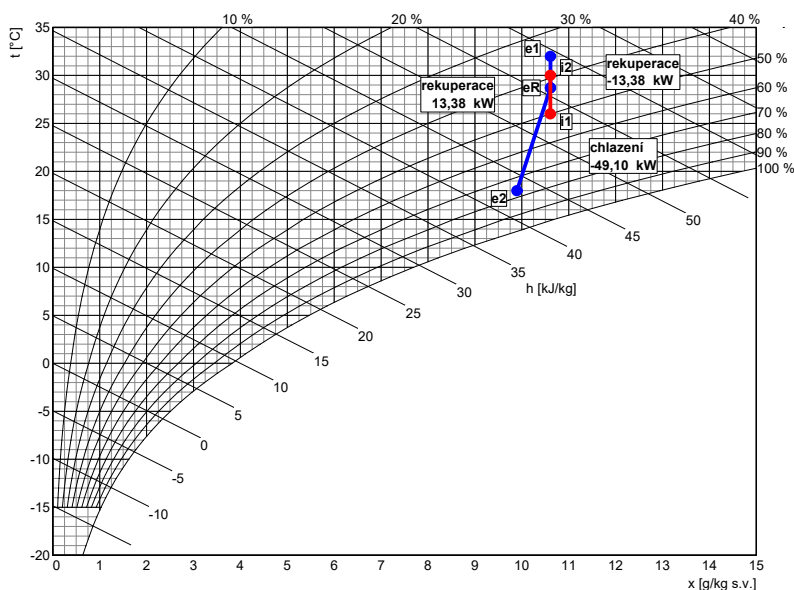 10 %
20 %
30 %
40 %
t [°C]
35
30
25
20
15
10
5
0
-5
-10
-15
-20
e1
i2
eR
i1
e2
rekuperace
13,38 kW
rekuperace
-13,38 kW
chlazení
-49,10 kW
50 %
60 %
70 %
80 %
90 %
100 %
50
45
40
35
30
25
20
15
10
5
0
-5
-10
h [kJ/kg]
0 1 2 3 4 5 6 7 8 9 10 11 12 13 14 15
x [g/kg s.v.]